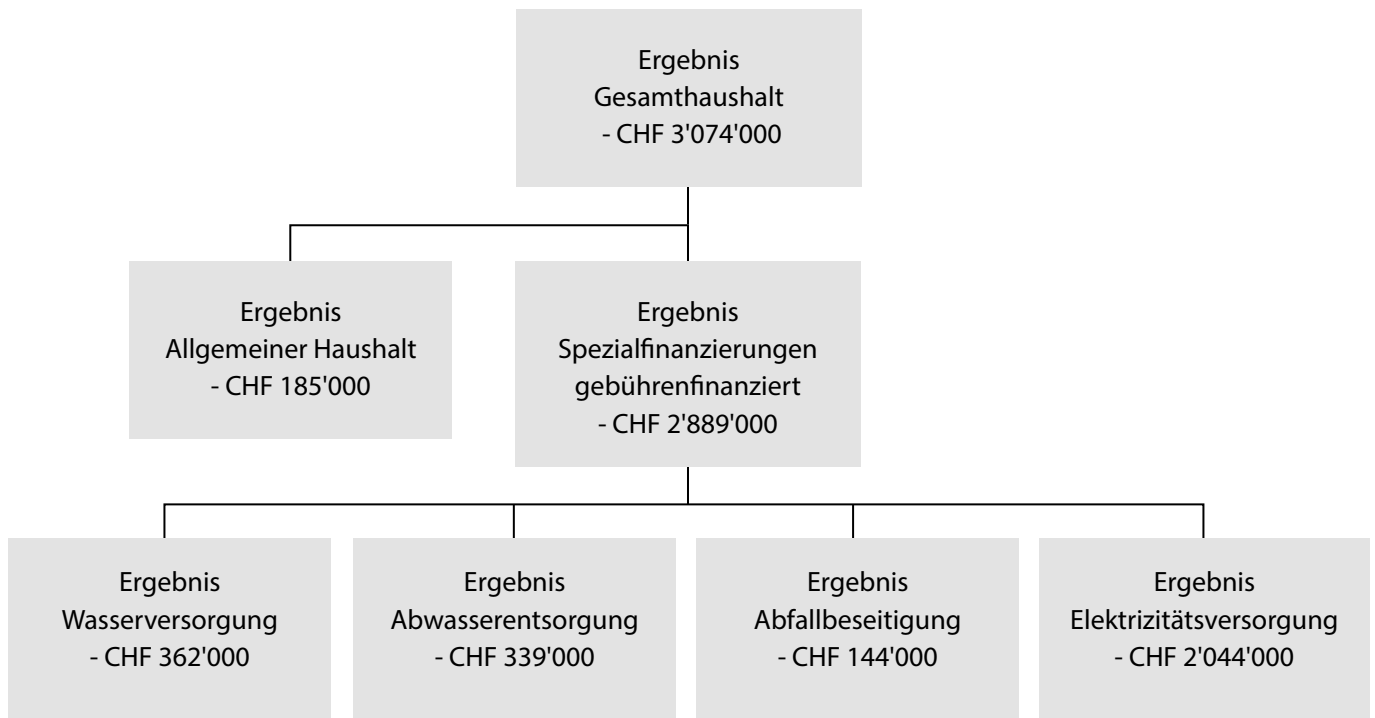 Ergebnis
Gesamthaushalt
- CHF 3'074'000
Ergebnis
Allgemeiner Haushalt
- CHF 185'000
Ergebnis
Spezialfinanzierungen
gebührenfinanziert
- CHF 2'889'000
Ergebnis
Wasserversorgung
- CHF 362'000
Ergebnis
Abwasserentsorgung
- CHF 339'000
Ergebnis
Abfallbeseitigung
- CHF 144'000
Ergebnis
Elektrizitätsversorgung
- CHF 2'044'000